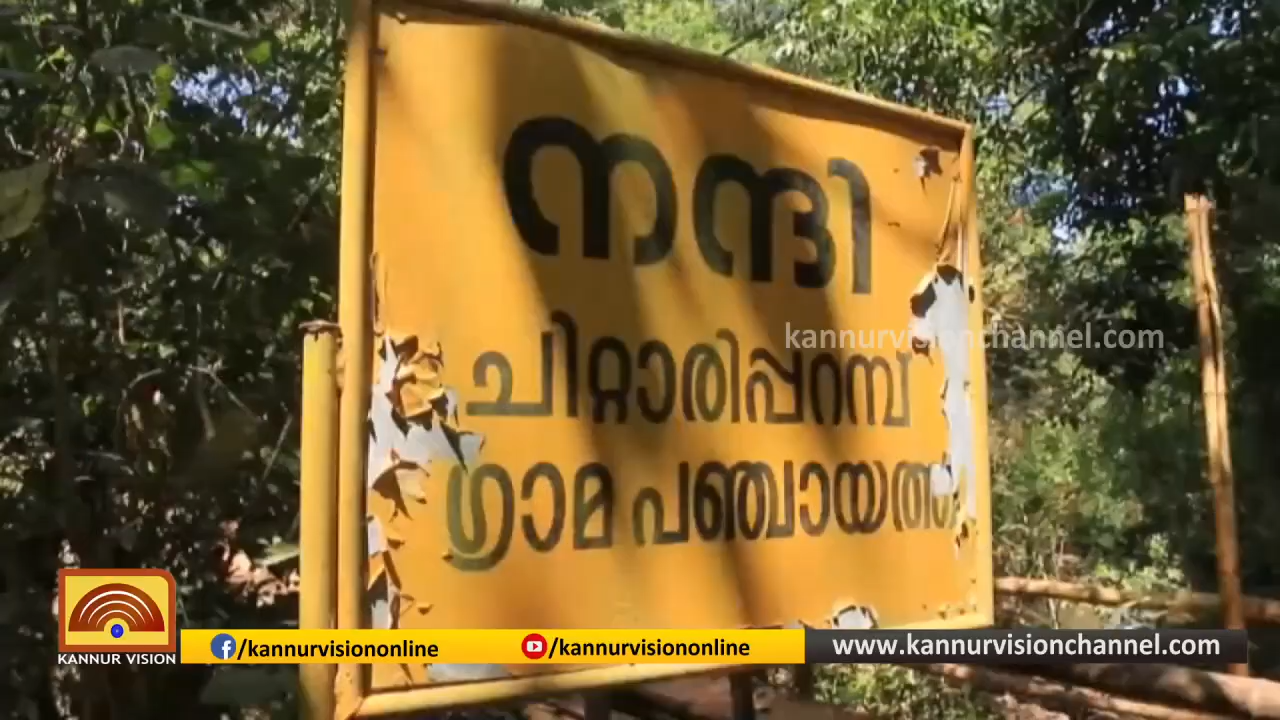 നന്ദി
ചിറ്റാരിപ്പറമ്പ്
ഗ്രാമ പഞ്ചായത്ത്
kannurvisionchannel.com
KANNUR VISION
/kannurvisiononline
/kannurvisiononline
www.kannurvisionchannel.com